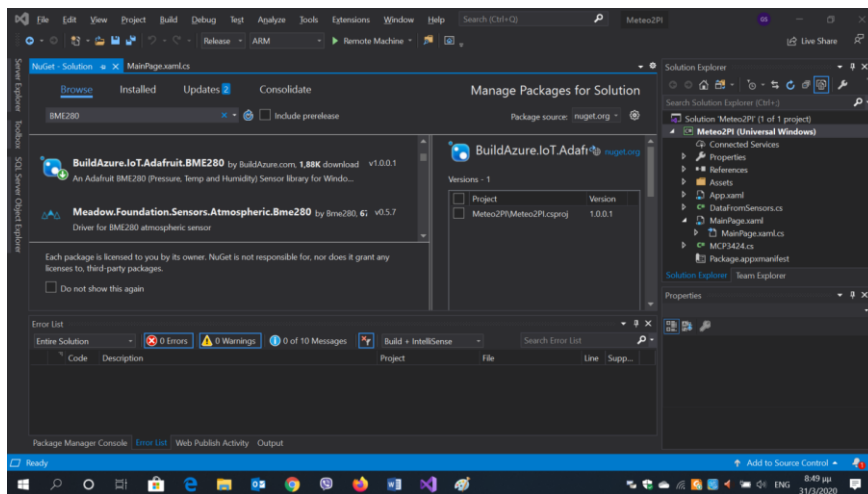 File Edit View Project Build Debug Test Analyze Tools Extensions Window Help Search (Ctrl+Q) Meteo2PI GS
Release ARM Remote Machine Live Share
Server Explorer
Toolbox
SQL Server Object Explorer
NuGet - Solution MainPage.xaml.cs
Browse Installed Updates 2 Consolidate Manage Packages for Solution
BME280 Include prerelease Package source: nuget.org
BuildAzure.IoT.Adafruit.BME280 by BuildAzure.com, 1,88K download v1.0.0.1
An Adafruit BME280 (Pressure, Temp and Humidity) Sensor library for Windo...
Meadow.Foundation.Sensors.Atmospheric.Bme280 by Bme280, 6 v0.5.7
Driver for BME280 atmospheric sensor
Each package is licensed to you by its owner. NuGet is not responsible for, nor does it grant any
licenses to, third-party packages.
Do not show this again
BuildAzure.IoT.Adafr nuget.org
Versions - 1
Project Version
Meteo2PI\Meteo2PI.csproj 1.0.0.1
Solution Explorer
Search Solution Explorer (Ctrl+;)
Solution 'Meteo2PI' (1 of 1 project)
Meteo2PI (Universal Windows)
Connected Services
Properties
References
Assets
App.xaml
DataFromSensors.cs
MainPage.xaml
MainPage.xaml.cs
MCP3424.cs
Package.appxmanifest
Solution Explorer Team Explorer
Properties
Error List
Entire Solution 0 Errors 0 Warnings 0 of 10 Messages Build + IntelliSense Search Error List
Code Description Project File Line Supp...
Package Manager Console Error List Web Publish Activity Output
Ready Add to Source Control
ENG 8:49 μμ
31/3/2020